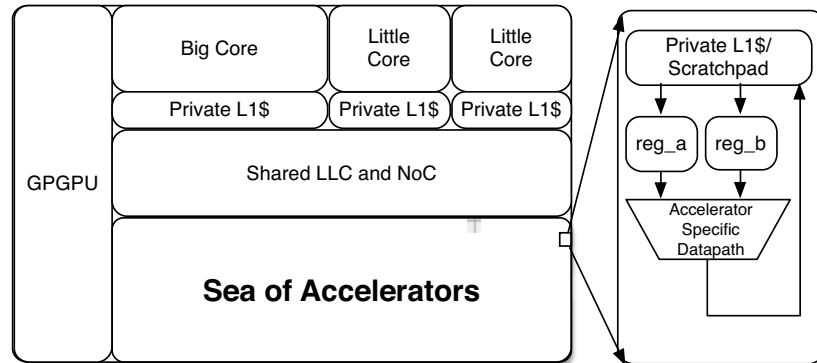 Big Core
Little
Core
Little
Core
Private L1$
Private L1$
Private L1$
GPGPU
Shared LLC and NoC
Sea of Accelerators
Private L1$/
Scratchpad
reg_a
reg_b
Accelerator
Specific
Datapath